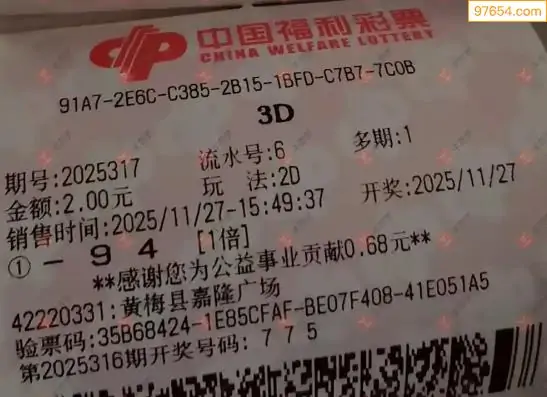 97654.com
中国福利彩票
CHINA WELFARE LOTTERY
91A7-2E6C-C385-2B15-1BFD-C7B7-7C0B
3D
期号:2025317 流水号:6 多期:1
金额:2.00元 玩 法:2D 开奖:2025/11/27
销售时间:2025/11/27-15:49:37
①- 9 4 [1倍]
**感谢您为公益事业贡献0.68元**
42220331:黄梅县嘉隆广场
验票码:35B68424-1E85CFAF-BE07F408-41E051A5
第2025316期开奖号码:7 7 5